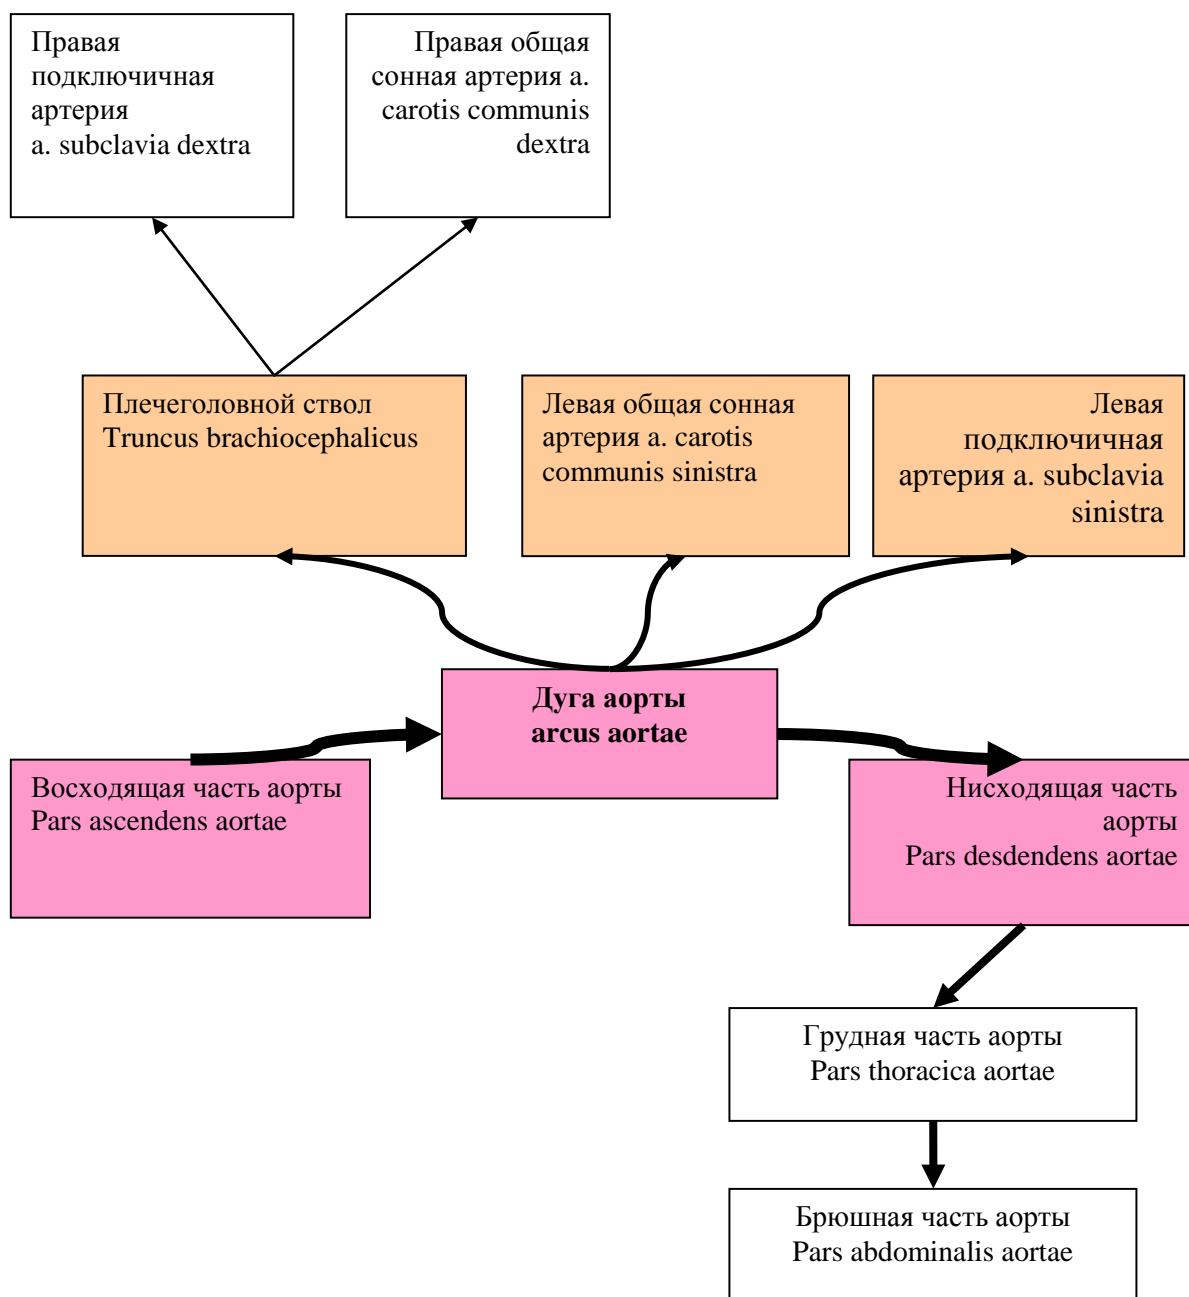 Правая
подключичная
артерия
a. subclavia dextra
Правая общая
сонная артерия a.
carotis communis
dextra
Плечеголовной ствол
Truncus brachiocephalicus
Левая общая сонная
артерия a. carotis
communis sinistra
Левая
подключичная
артерия a. subclavia
sinistra
Дуга аорты
arcus aortae
Восходящая часть аорты
Pars ascendens aortae
Нисходящая часть
аорты
Pars desdendens aortae
Грудная часть аорты
Pars thoracica aortae
Брюшная часть аорты
Pars abdominalis aortae